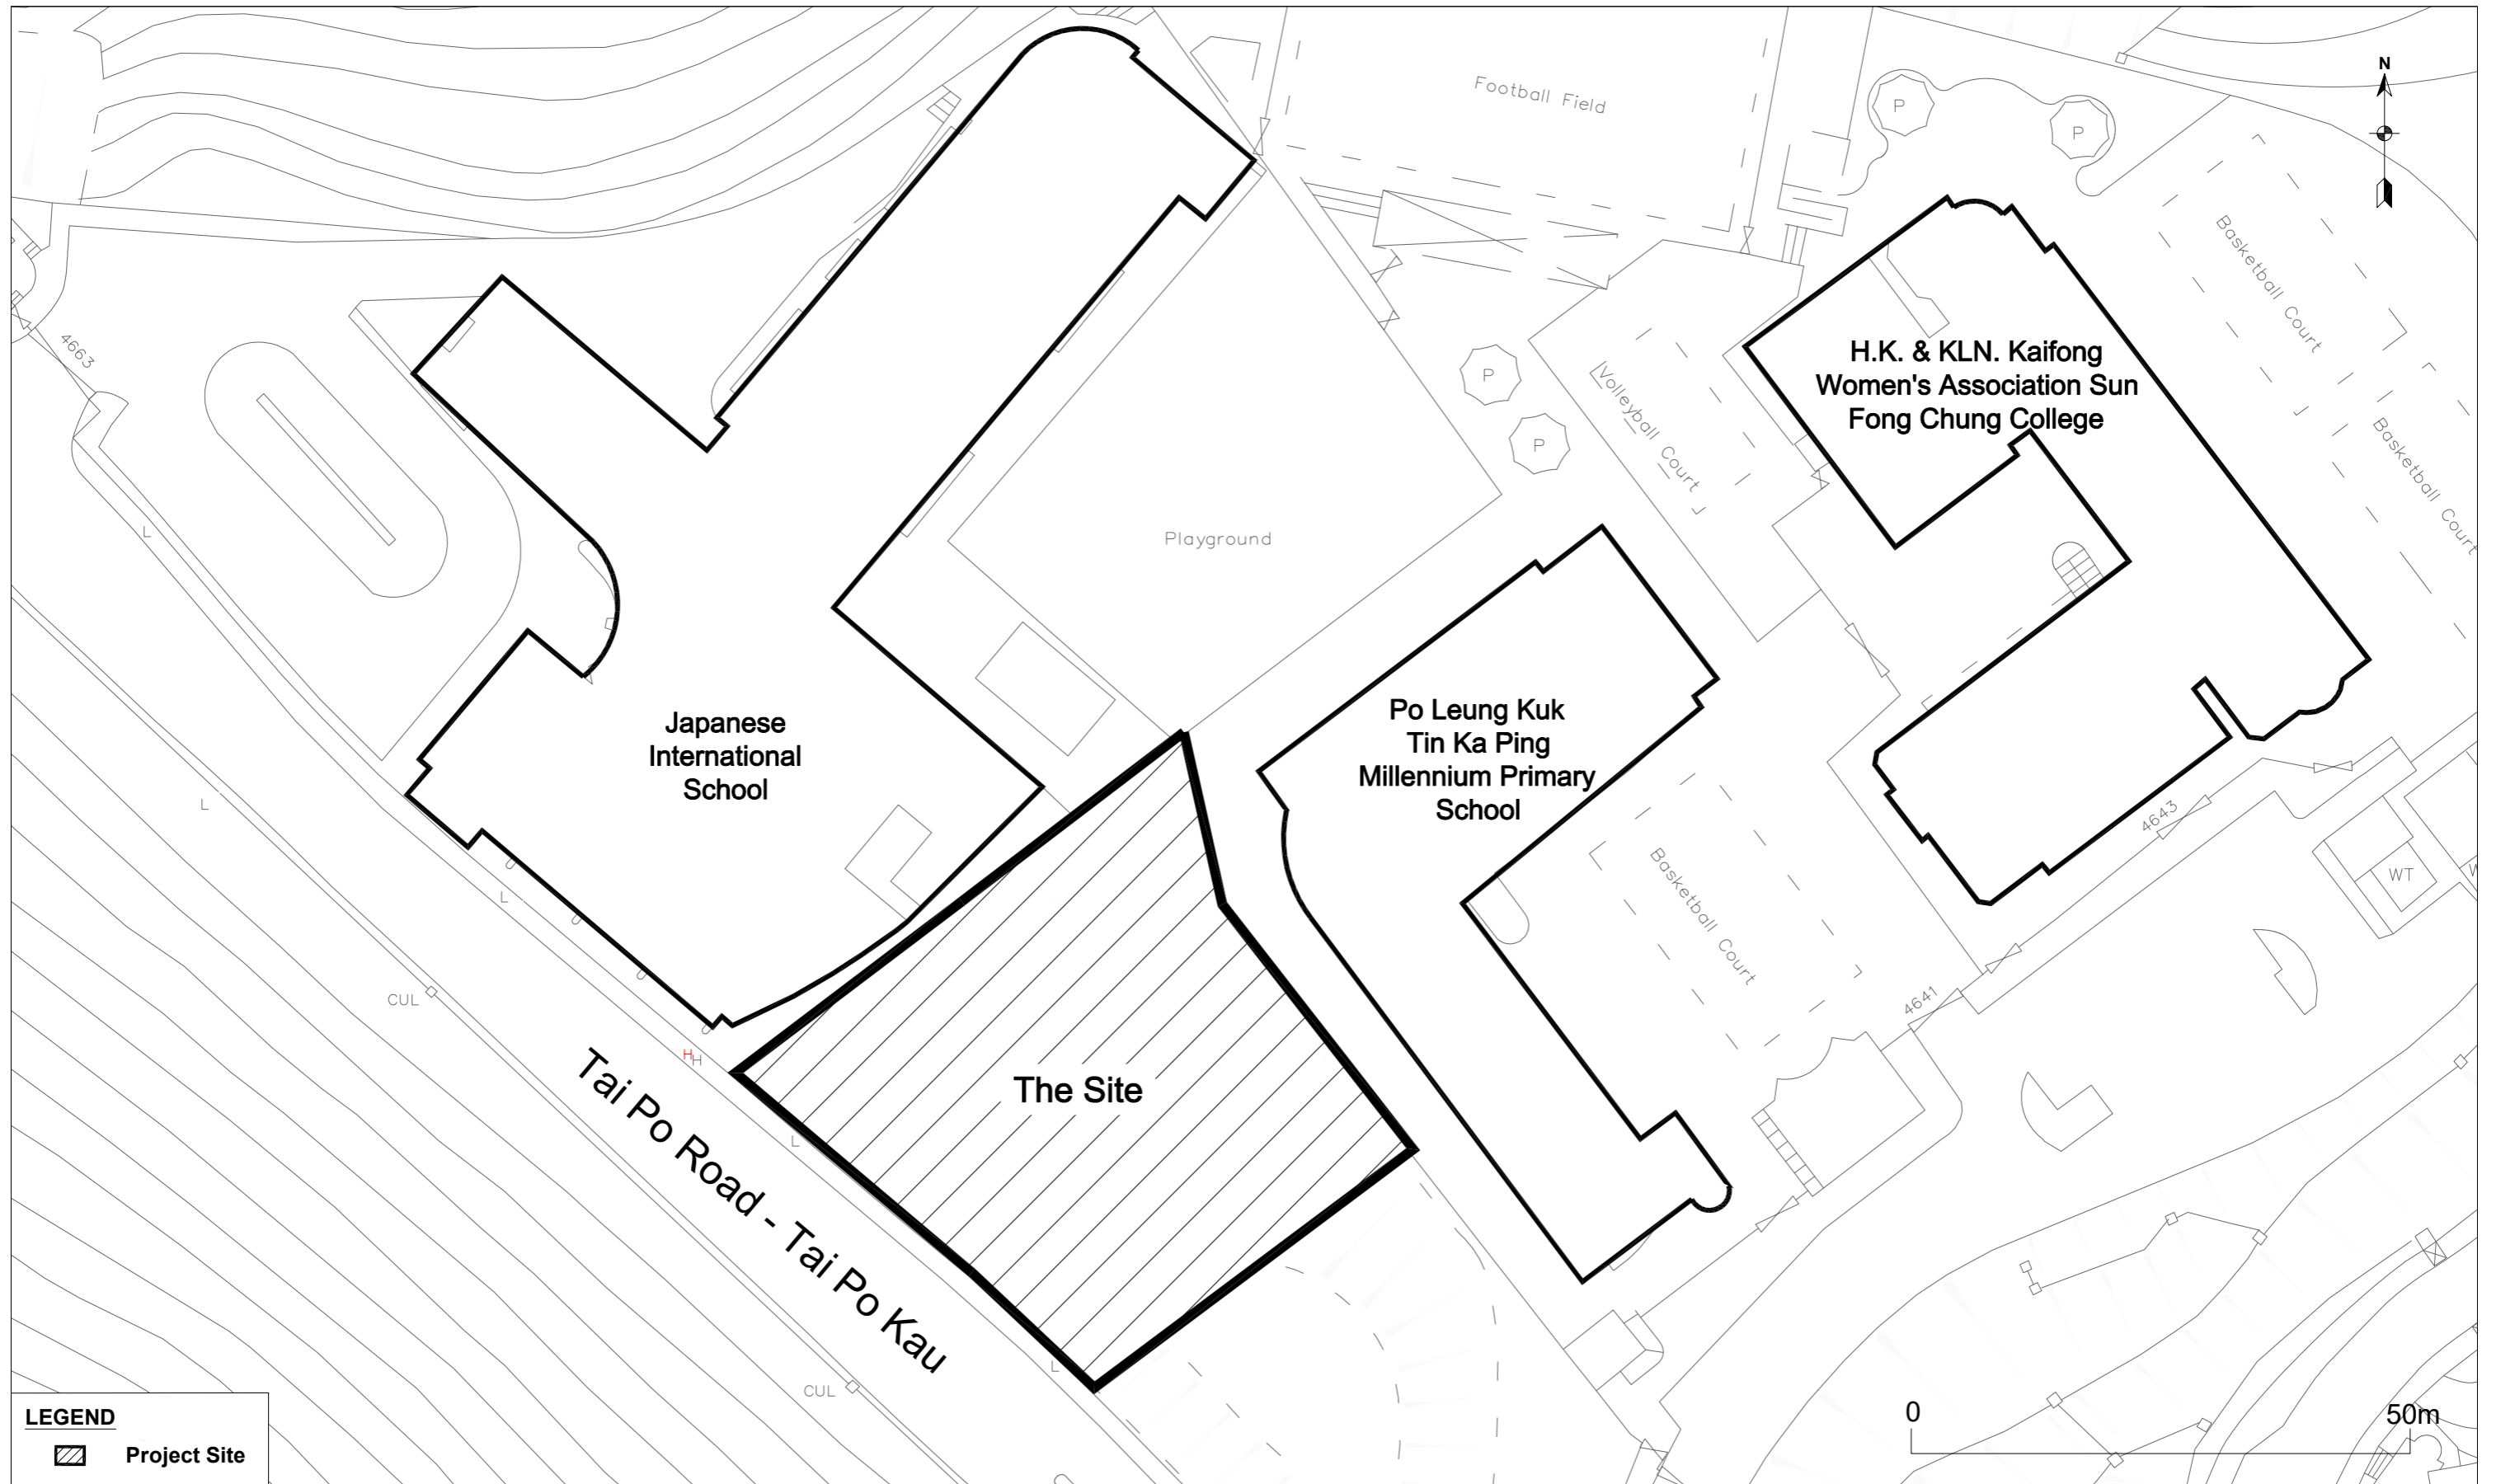 Football Field
N
P
P
Basketball Court
4663
H.K. & KLN. Kaifong
Women's Association Sun
Fong Chung College
P
P
Volleyball Court
Basketball Court
L
Playground
Japanese
International
School
Po Leung Kuk
Tin Ka Ping
Millennium Primary
School
L
4643
WT
L
Basketball Court
CUL
4641
H
H
The Site
Tai Po Road - Tai Po Kau
L
L
CUL
LEGEND
Project Site
0
50m